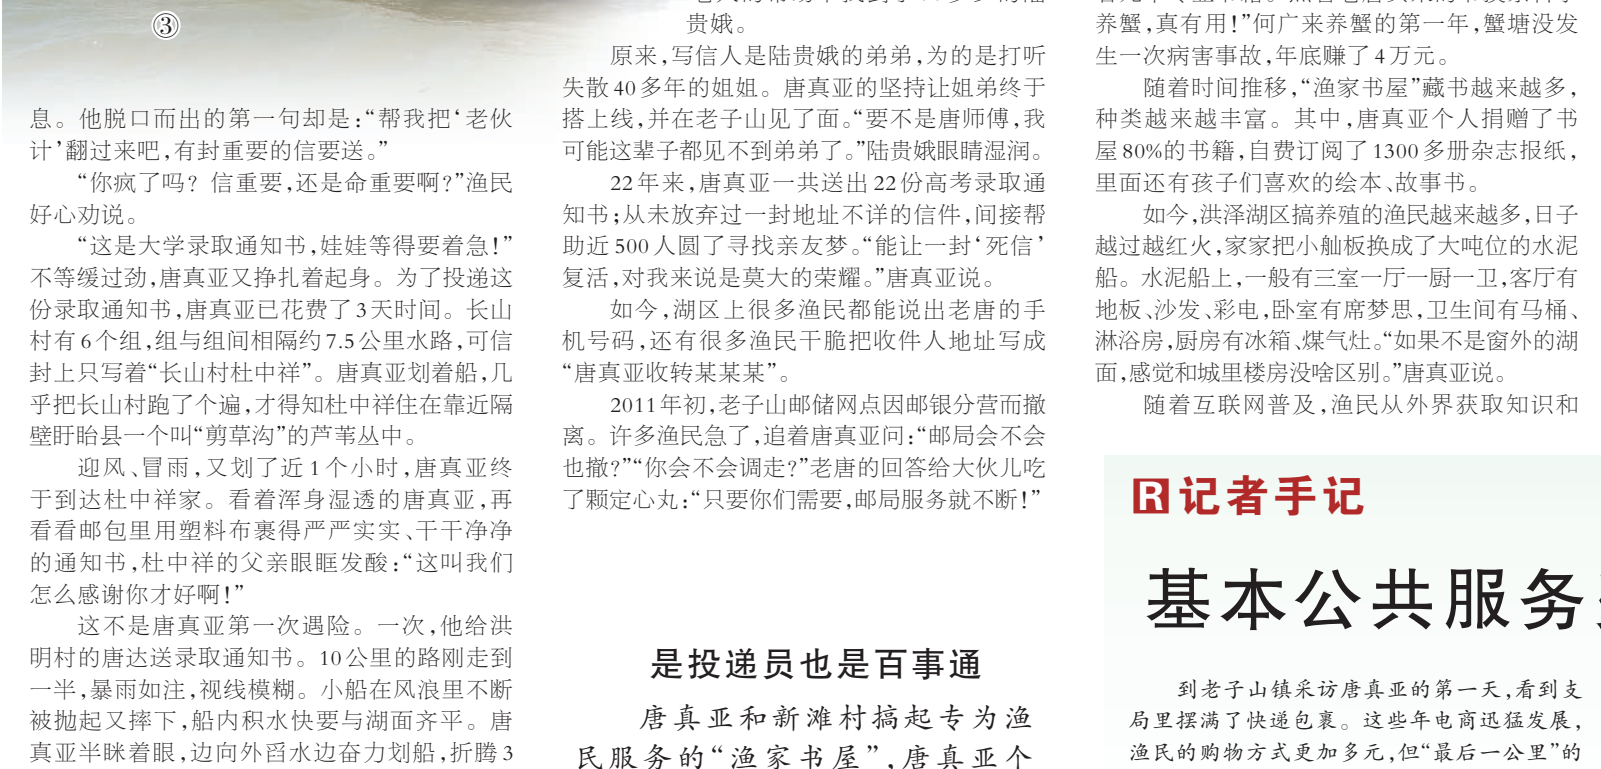 ③
息。他脱口而出的第一句却是：“帮我把‘老伙
计’翻过来吧，有封重要的信要送。”
“你疯了吗？信重要，还是命重要啊？”渔民
好心劝说。
“这是大学录取通知书，娃娃等得要着急！”
不等缓过劲，唐真亚又挣扎着起身。为了投递这
份录取通知书，唐真亚已花费了3天时间。长山
村有6个组，组与组间相隔约7.5公里水路，可信
封上只写着“长山村杜中祥”。唐真亚划着船，几
乎把长山村跑了个遍，才得知杜中祥住在靠近隔
壁盱眙县一个叫“剪草沟”的芦苇丛中。
迎风、冒雨，又划了近1个小时，唐真亚终
于到达杜中祥家。看着浑身湿透的唐真亚，再
看看邮包里用塑料布裹得严严实实、干干净净
的通知书，杜中祥的父亲眼眶发酸：“这叫我们
怎么感谢你才好啊！”
这不是唐真亚第一次遇险。一次，他给洪
明村的唐达送录取通知书。10公里的路刚走到
一半，暴雨如注，视线模糊。小船在风浪里不断
被抛起又摔下，船内积水快要与湖面齐平。唐
真亚半眯着眼，边向外舀水边奋力划船，折腾3
贵娥。
原来，写信人是陆贵娥的弟弟，为的是打听
失散40多年的姐姐。唐真亚的坚持让姐弟终于
搭上线，并在老子山见了面。“要不是唐师傅，我
可能这辈子都见不到弟弟了。”陆贵娥眼睛湿润。
22年来，唐真亚一共送出22份高考录取通
知书；从未放弃过一封地址不详的信件，间接帮
助近500人圆了寻找亲友梦。“能让一封‘死信’
复活，对我来说是莫大的荣耀。”唐真亚说。
如今，湖区上很多渔民都能说出老唐的手
机号码，还有很多渔民干脆把收件人地址写成
“唐真亚收转某某某”。
2011年初，老子山邮储网点因邮银分营而撤
离。许多渔民急了，追着唐真亚问：“邮局会不会
也撤？”“你会不会调走？”老唐的回答给大伙儿吃
了颗定心丸：“只要你们需要，邮局服务就不断！”
是投递员也是百事通
唐真亚和新滩村搞起专为渔
民服务的“渔家书屋”，唐真亚个
养蟹，真有用！”何广来养蟹的第一年，蟹塘没发
生一次病害事故，年底赚了4万元。
随着时间推移，“渔家书屋”藏书越来越多，
种类越来越丰富。其中，唐真亚个人捐赠了书
屋80%的书籍，自费订阅了1300多册杂志报纸，
里面还有孩子们喜欢的绘本、故事书。
如今，洪泽湖区搞养殖的渔民越来越多，日子
越过越红火，家家把小舢板换成了大吨位的水泥
船。水泥船上，一般有三室一厅一厨一卫，客厅有
地板、沙发、彩电，卧室有席梦思，卫生间有马桶、
淋浴房，厨房有冰箱、煤气灶。“如果不是窗外的湖
面，感觉和城里楼房没啥区别。”唐真亚说。
随着互联网普及，渔民从外界获取知识和
R记者手记
基本公共服务
到老子山镇采访唐真亚的第一天，看到支
局里摆满了快递包裹。这些年电商迅猛发展，
渔民的购物方式更加多元，但“最后一公里”的